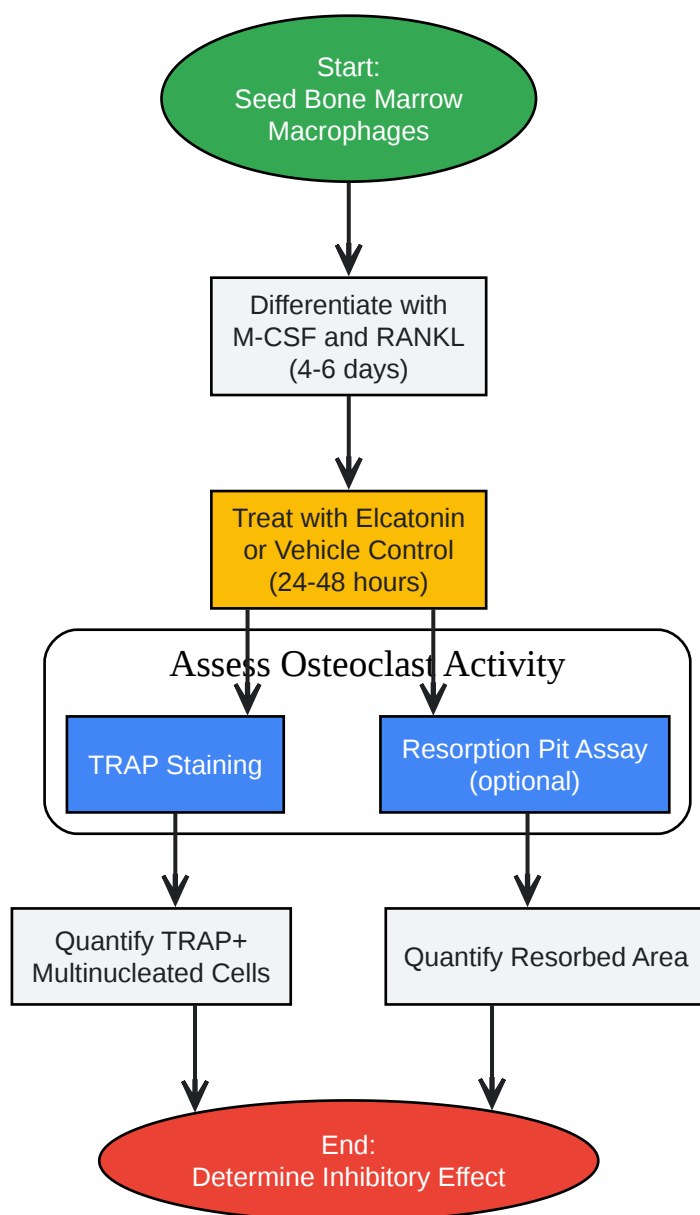 Start:
Seed Bone Marrow
Macrophages
Differentiate with
M-CSF and RANKL
(4-6 days)
Treat with Elcatonin
or Vehicle Control
(24-48 hours)
Assess Osteoclast Activity
TRAP Staining
Resorption Pit Assay
(optional)
Quantify TRAP+
Multinucleated Cells
Quantify Resorbed Area
End:
Determine Inhibitory Effect